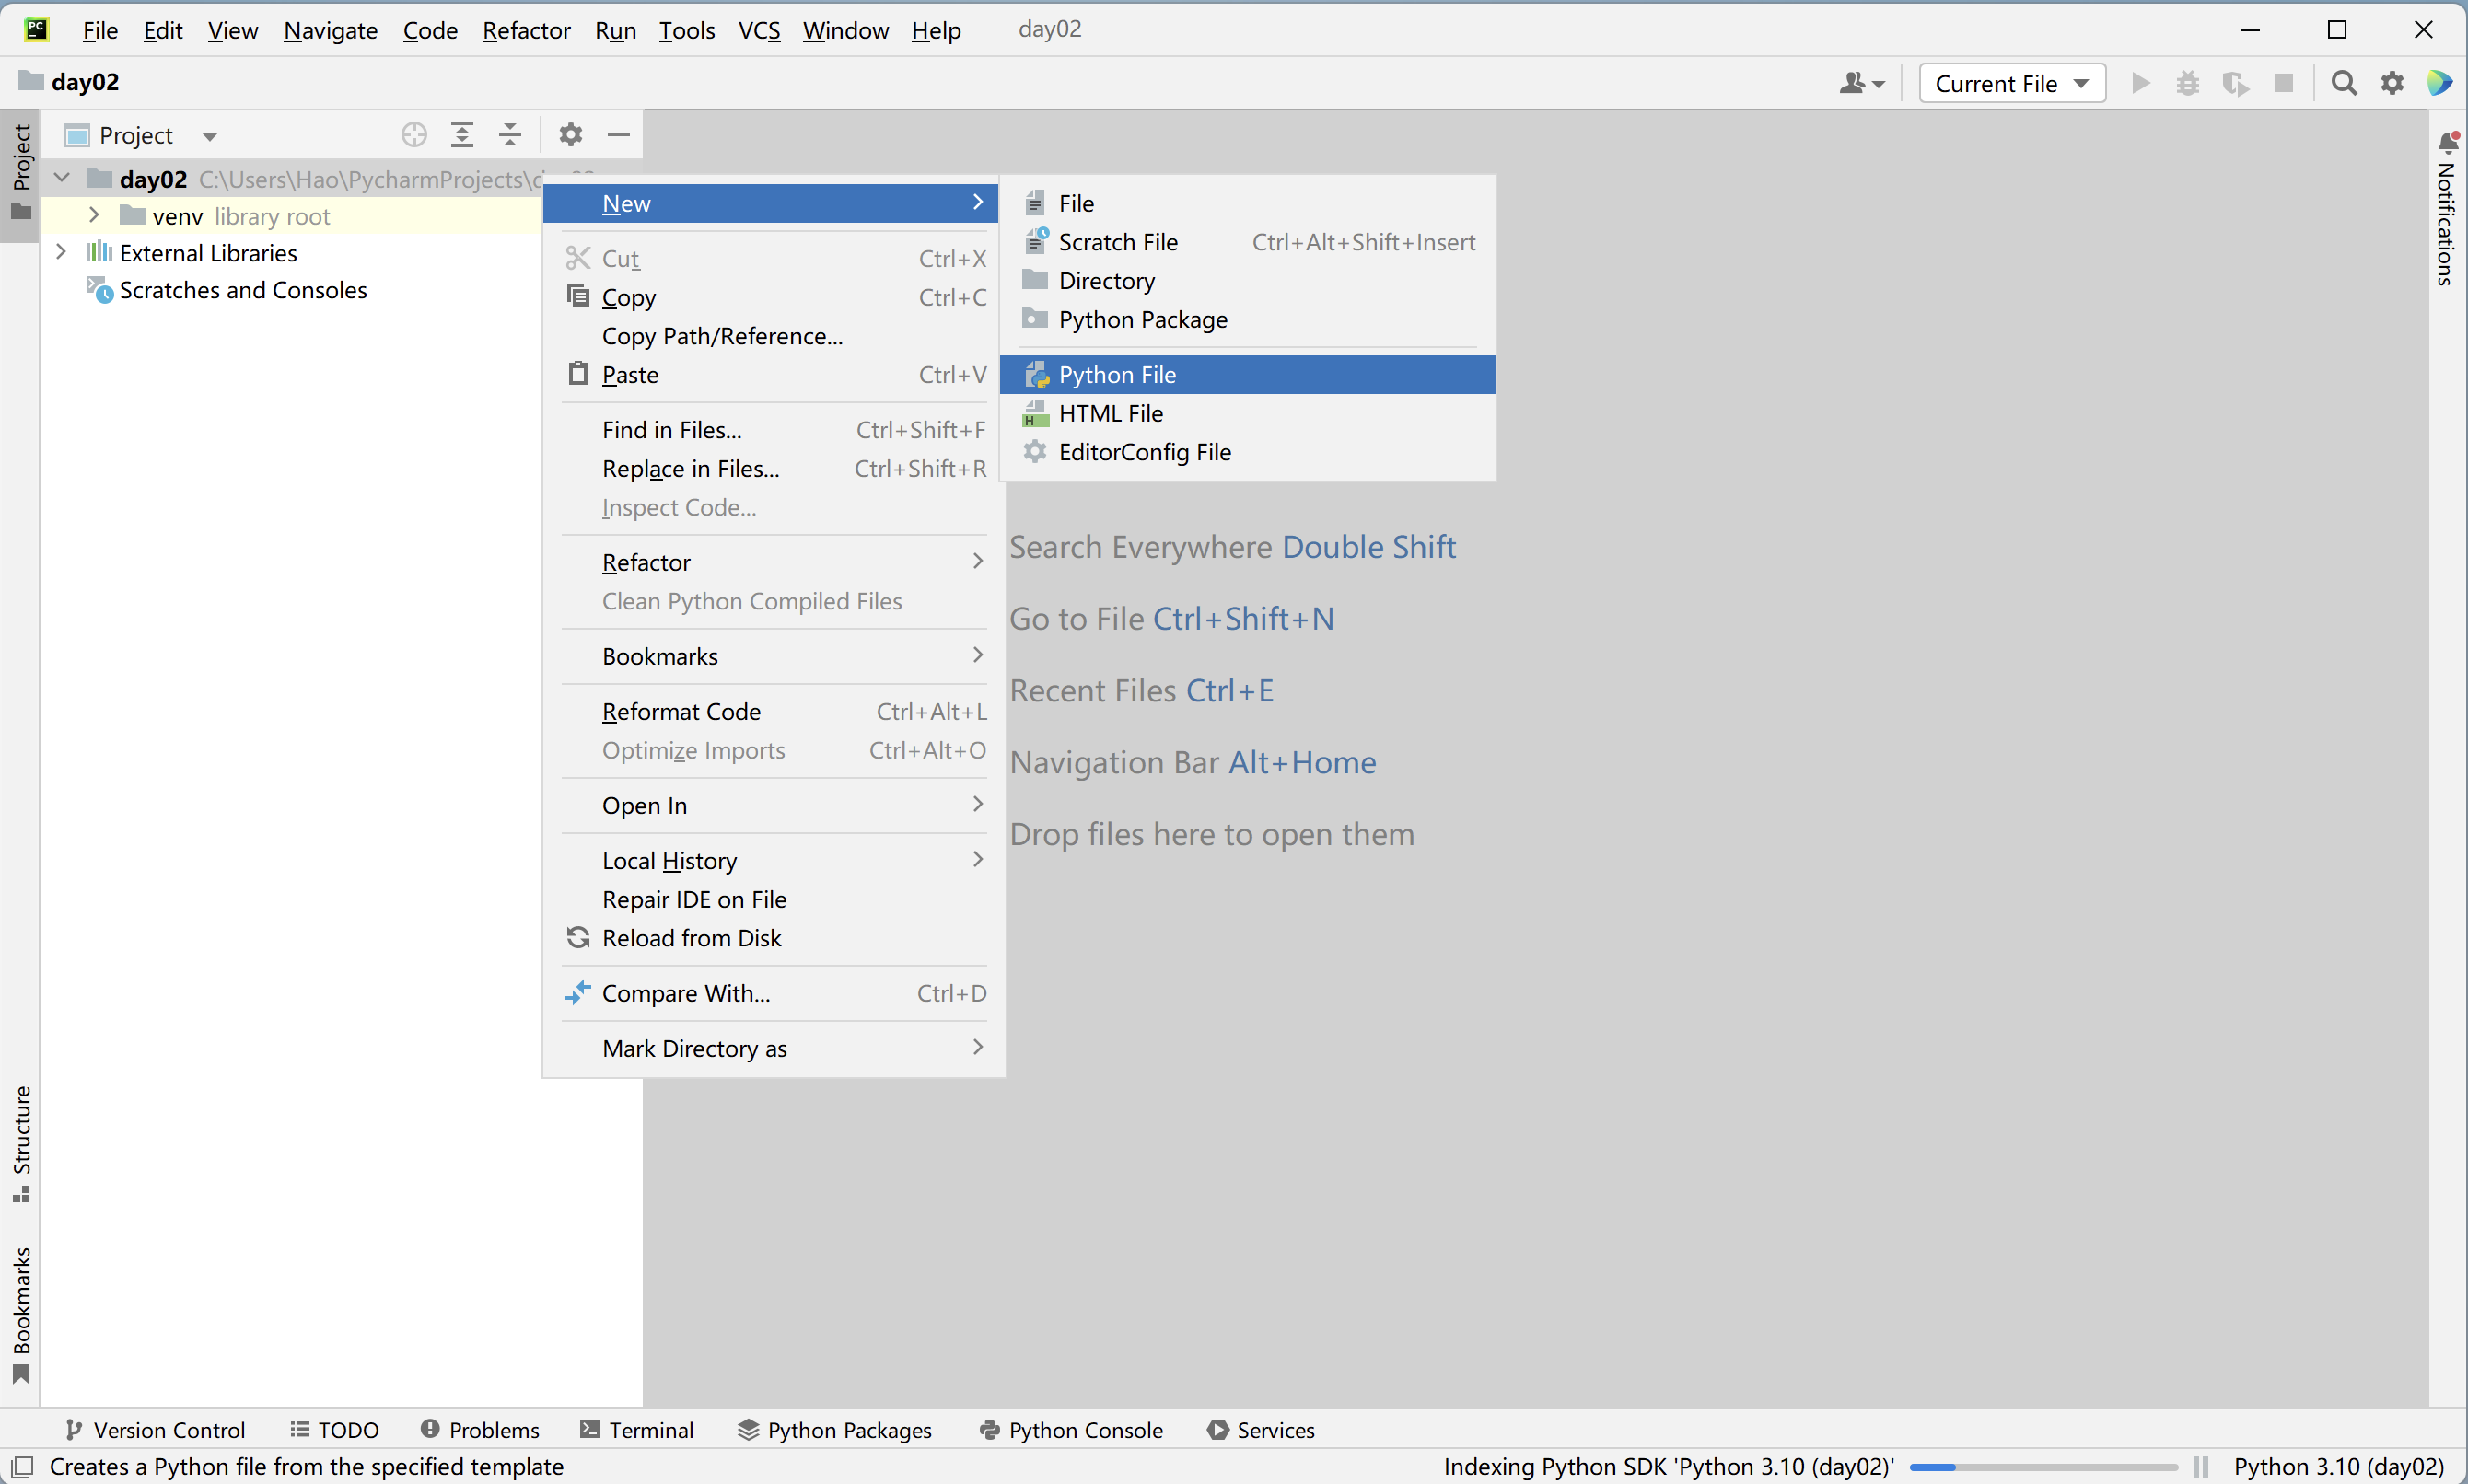 PC File Edit View Navigate Code Refactor Run Tools VCS Window Help day02
day02 Current File
Project
Project
day02 C:\Users\Hao\PycharmProjects\
venv library root
External Libraries
Scratches and Consoles
New
Cut Ctrl+X
Copy Ctrl+C
Copy Path/Reference...
Paste Ctrl+V
Find in Files... Ctrl+Shift+F
Replace in Files... Ctrl+Shift+R
Inspect Code...
Refactor
Clean Python Compiled Files
Bookmarks
Reformat Code Ctrl+Alt+L
Optimize Imports Ctrl+Alt+O
Open In
Local History
Repair IDE on File
Reload from Disk
Compare With... Ctrl+D
Mark Directory as
File
Scratch File Ctrl+Alt+Shift+Insert
Directory
Python Package
Python File
HTML File
EditorConfig File
Search Everywhere Double Shift
Go to File Ctrl+Shift+N
Recent Files Ctrl+E
Navigation Bar Alt+Home
Drop files here to open them
Notifications
Structure
Bookmarks
Version Control TODO Problems Terminal Python Packages Python Console Services
Creates a Python file from the specified template Indexing Python SDK 'Python 3.10 (day02)' Python 3.10 (day02)